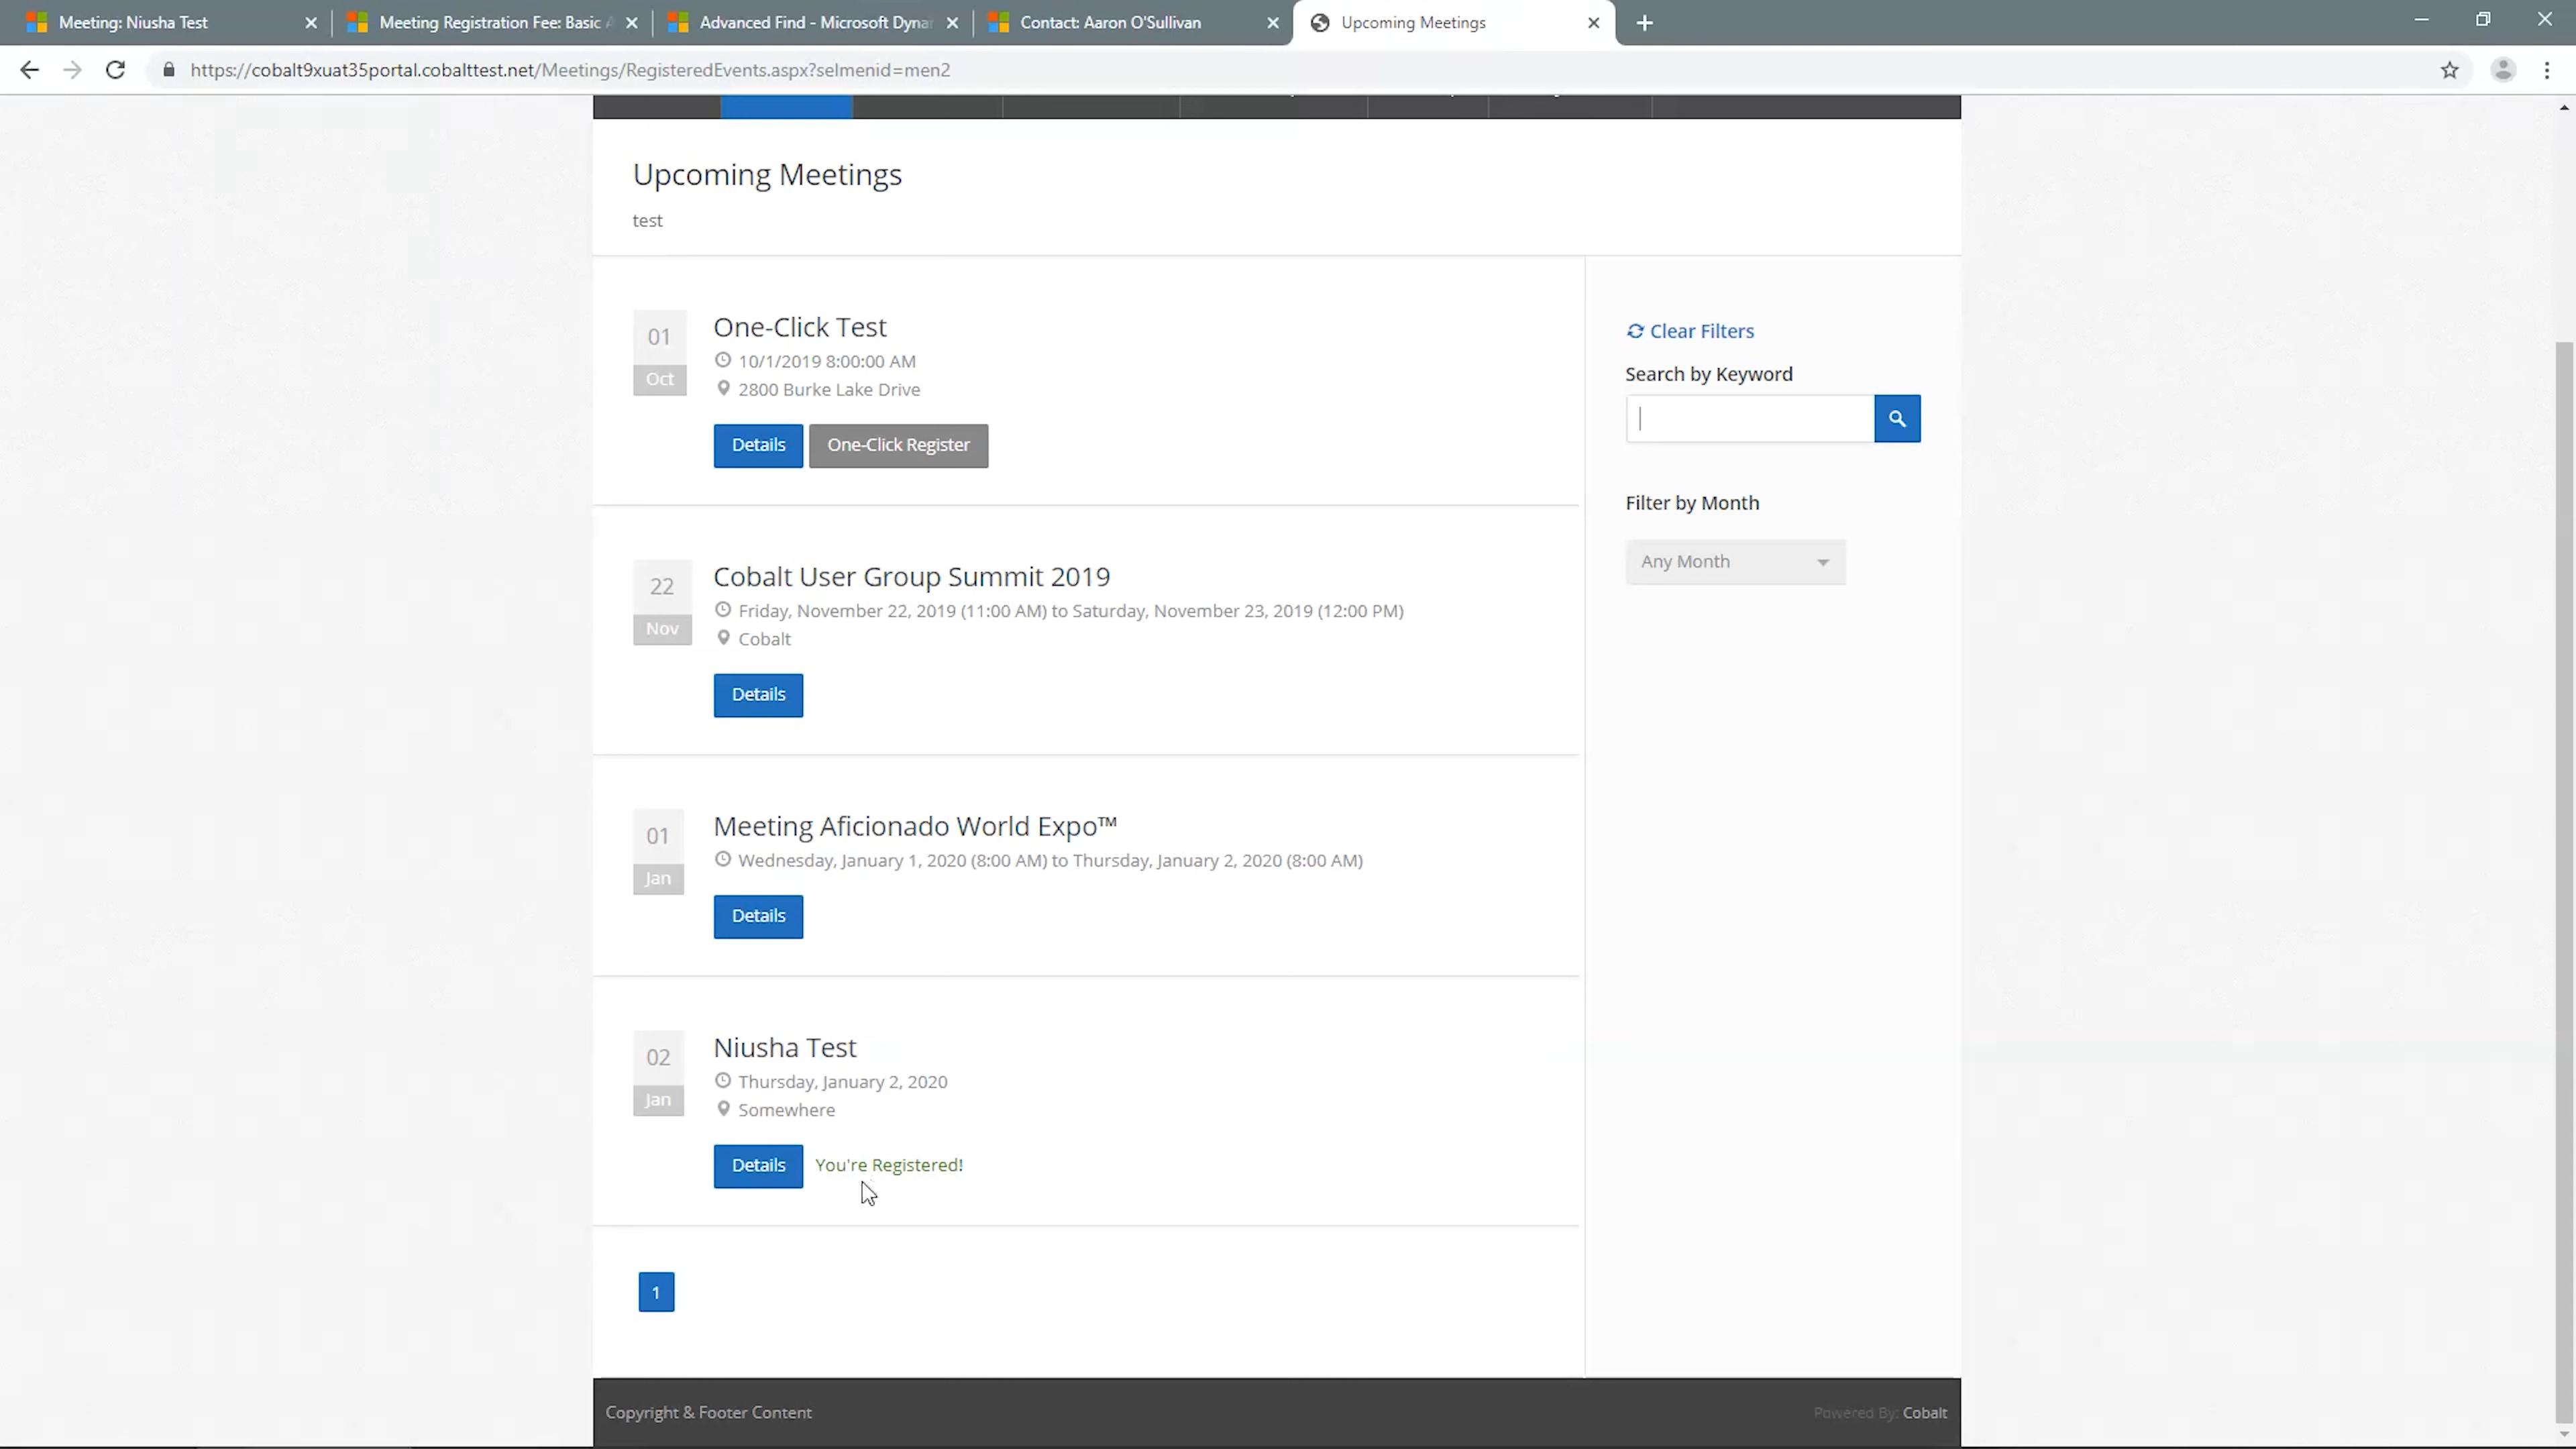 Meeting: Niusha Test
Meeting Registration Fee: Basic
Advanced Find - Microsoft Dyna
Contact: Aaron O'Sullivan
Upcoming Meetings
https://cobalt9xuat35portal.cobalttest.net/Meetings/RegisteredEvents.aspx?selmenid=men2
Upcoming Meetings
test
01
Oct
One-Click Test
10/1/2019 8:00:00 AM
2800 Burke Lake Drive
Details
One-Click Register
22
Nov
Cobalt User Group Summit 2019
Friday, November 22, 2019 (11:00 AM) to Saturday, November 23, 2019 (12:00 PM)
Cobalt
Details
01
Jan
Meeting Aficionado World Expo™
Wednesday, January 1, 2020 (8:00 AM) to Thursday, January 2, 2020 (8:00 AM)
Details
02
Jan
Niusha Test
Thursday, January 2, 2020
Somewhere
Details
You're Registered!
1
Clear Filters
Search by Keyword
Filter by Month
Any Month
Copyright & Footer Content
Powered By: Cobalt